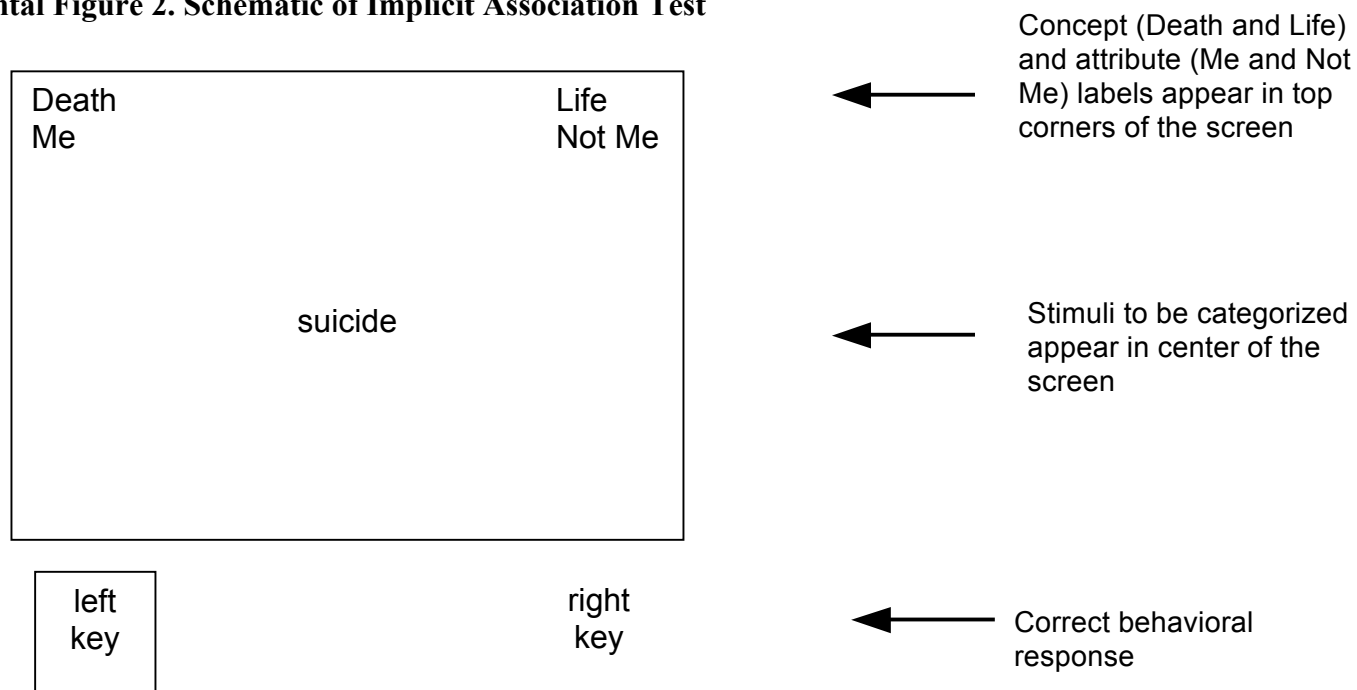 ntal Figure 2. Schematic of Implicit Association Test
Concept (Death and Life)
and attribute (Me and Not
Me) labels appear in top
corners of the screen
Death
Me
Life
Not Me
suicide
Stimuli to be categorized
appear in center of the
screen
left
key
right
key
Correct behavioral
response